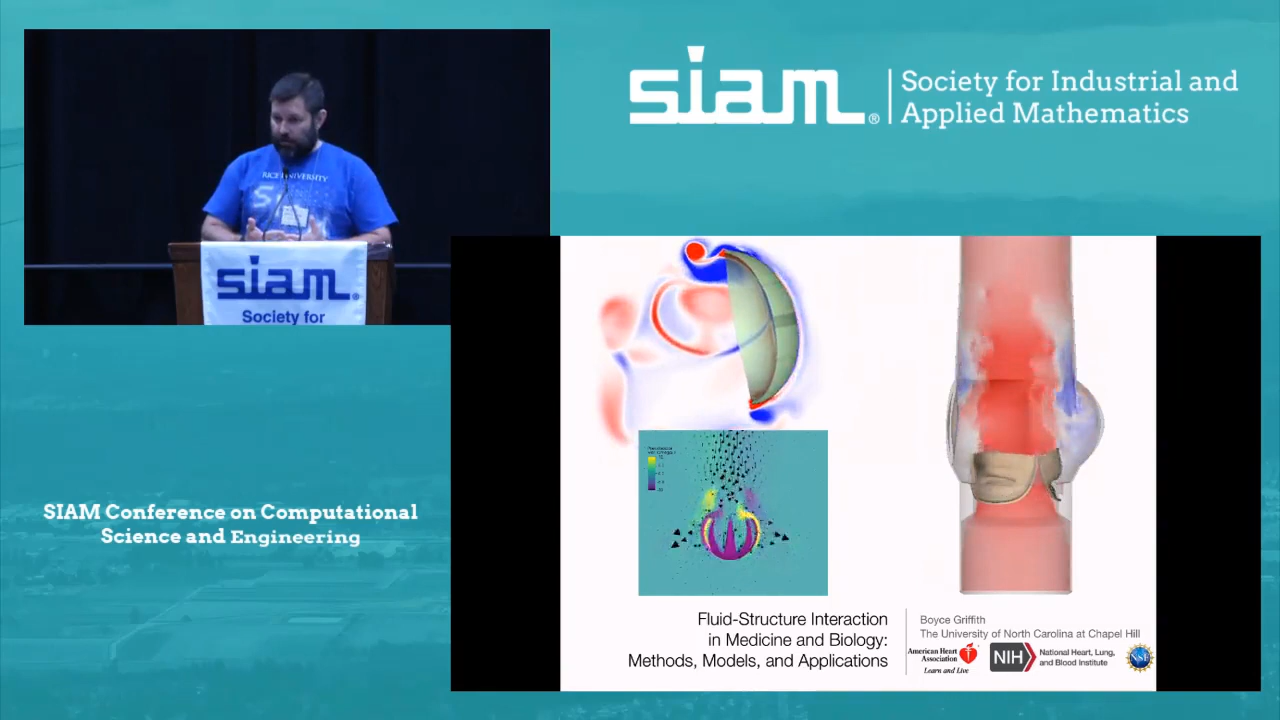 siam®
Society for Industrial and
Applied Mathematics
RICE UNIVERSITY
siam®
Society for
SIAM Conference on Computational
Science and Engineering
Fluid-Structure Interaction
in Medicine and Biology:
Methods, Models, and Applications
Boyce Griffith
The University of North Carolina at Chapel Hill
American Heart
Association
Learn and Live
NIH
National Heart, Lung,
and Blood Institute
NSF